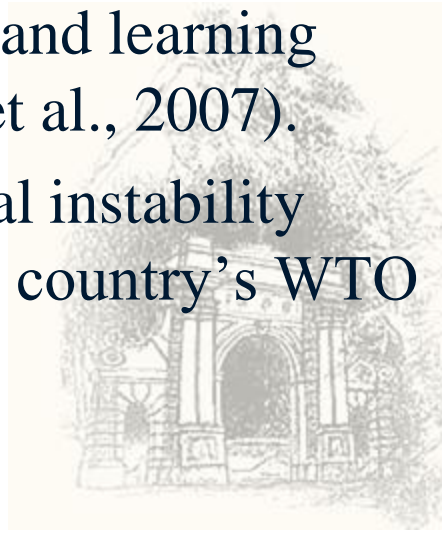 and learning
et al., 2007).
al instability
country’s WTO